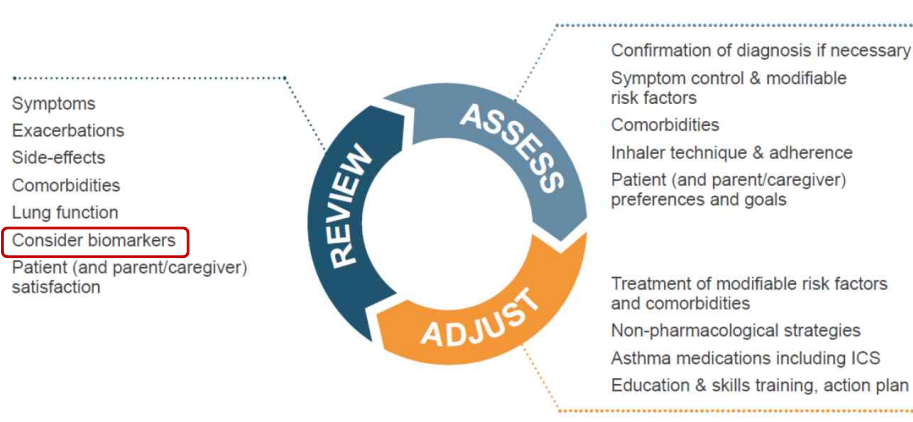 Symptoms
Exacerbations
Side-effects
Comorbidities
Lung function
Consider biomarkers
Patient (and parent/caregiver)
satisfaction
REVIEW
ASSESS
ADJUST
Confirmation of diagnosis if necessary
Symptom control & modifiable
risk factors
Comorbidities
Inhaler technique & adherence
Patient (and parent/caregiver)
preferences and goals
Treatment of modifiable risk factors
and comorbidities
Non-pharmacological strategies
Asthma medications including ICS
Education & skills training, action plan